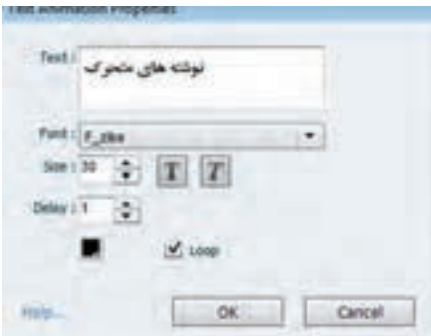 Text Animation Properties
Text :
نوشته های متحرک
Font : F_zika
Size : 30
T T
Delay : 1
Loop
Help...
OK Cancel